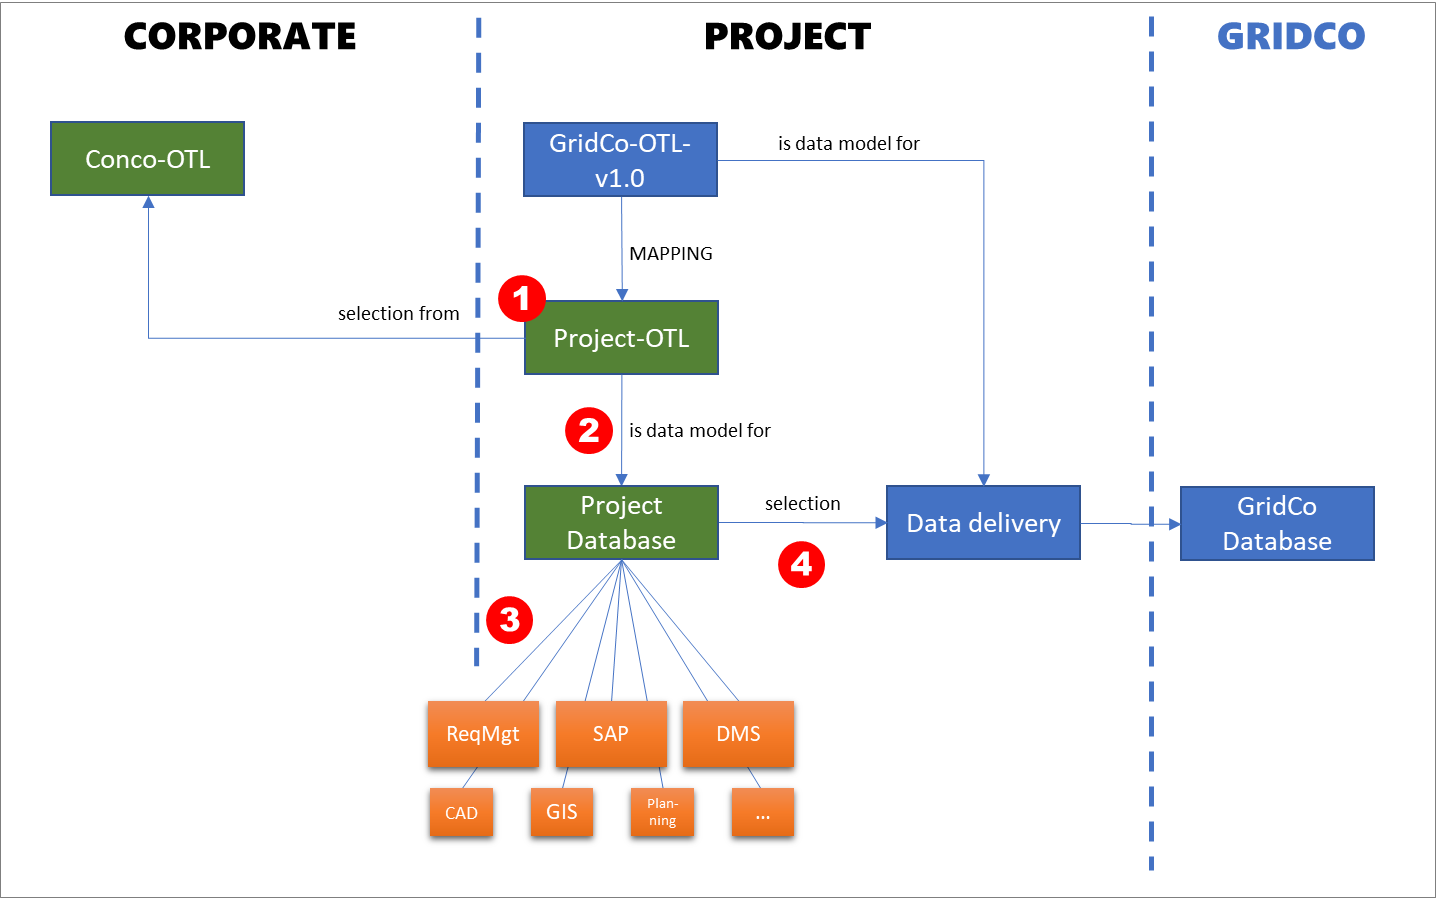 CORPORATE
PROJECT
GRIDCO
Conco-OTL
GridCo-OTL-
v1.0
is data model for
MAPPING
1
selection from
Project-OTL
2
is data model for
Project
Database
selection
Data delivery
GridCo
Database
4
3
ReqMgt
SAP
DMS
CAD
GIS
Plan-
ning
...